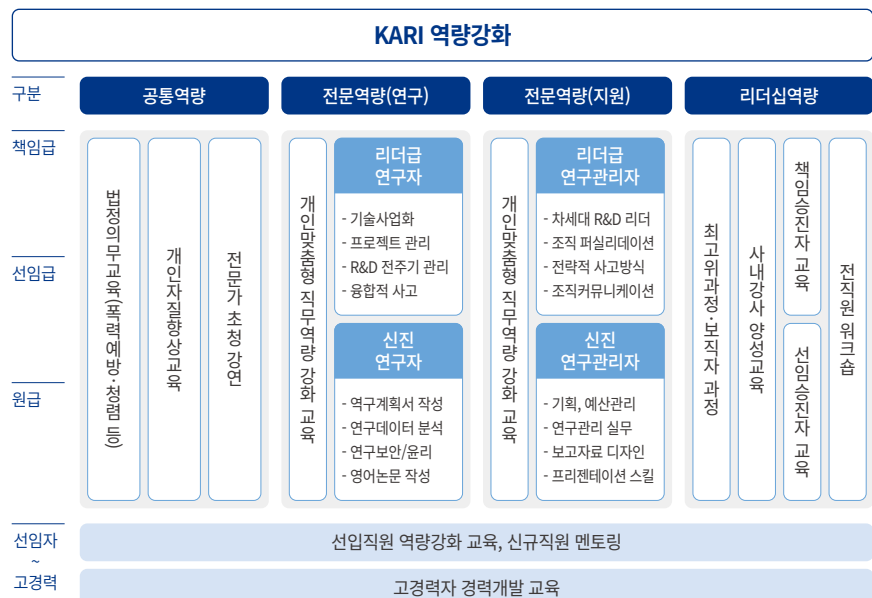 KARI 역량강화
구분
공통역량
전문역량(연구)
전문역량(지원)
리더십역량
책임급
선임급
원급
법정의무교육(폭력예방·청렴 등)
개인자질향상교육
전문가 초청 강연
개인맞춤형 직무역량 강화 교육
리더급
연구자
- 기술사업화
- 프로젝트 관리
- R&D 전주기 관리
- 융합적 사고
신진
연구자
- 역구계획서 작성
- 연구데이터 분석
- 연구보안/윤리
- 영어논문 작성
개인맞춤형 직무역량 강화 교육
리더급
연구관리자
- 차세대 R&D 리더
- 조직 퍼실리데이션
- 전략적 사고방식
- 조직커뮤니케이션
신진
연구관리자
- 기획, 예산관리
- 연구관리 실무
- 보고자료 디자인
- 프리젠테이션 스킬
최고위과정·보직자 과정
사내강사 양성교육
책임승진자 교육
선임승진자 교육
전직원 워크숍
선임자
~
고경력
선입직원 역량강화 교육, 신규직원 멘토링
고경력자 경력개발 교육